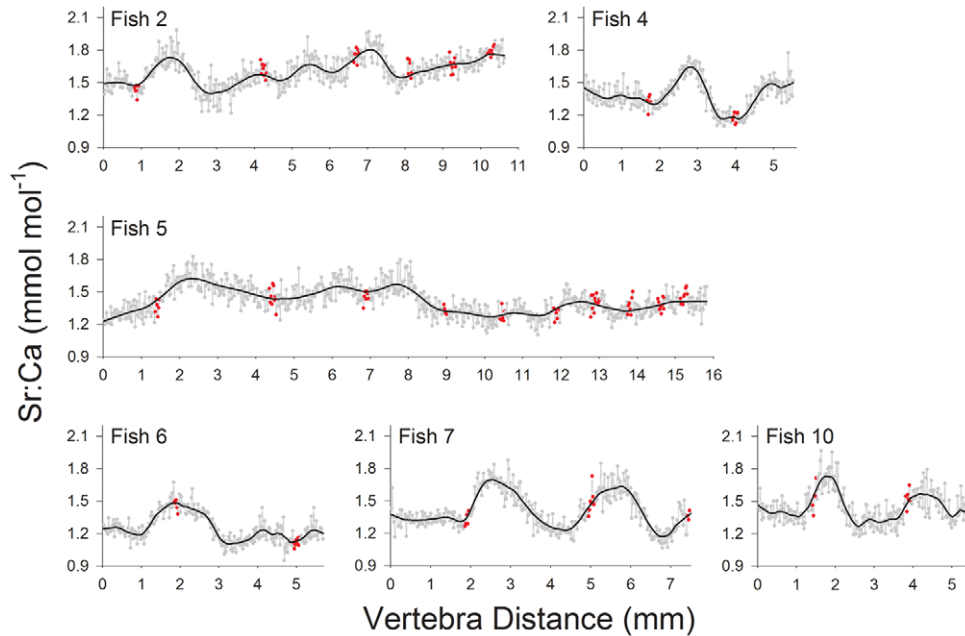 Fish 2
2.1
1.8
1.5
1.2
0.9
0 1 2 3 4 5 6 7 8 9 10 11
Fish 4
2.1
1.8
1.5
1.2
0.9
0 1 2 3 4 5
Sr:Ca (mmol mol⁻¹)
Fish 5
2.1
1.8
1.5
1.2
0.9
0 1 2 3 4 5 6 7 8 9 10 11 12 13 14 15 16
Fish 6
2.1
1.8
1.5
1.2
0.9
0 1 2 3 4 5
Fish 7
2.1
1.8
1.5
1.2
0.9
0 1 2 3 4 5 6 7
Fish 10
2.1
1.8
1.5
1.2
0.9
0 1 2 3 4 5
Vertebra Distance (mm)